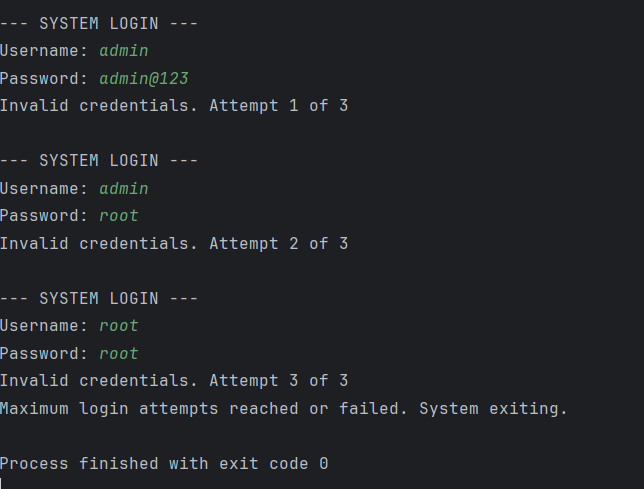 --- SYSTEM LOGIN ---
Username: admin
Password: admin@123
Invalid credentials. Attempt 1 of 3
--- SYSTEM LOGIN ---
Username: admin
Password: root
Invalid credentials. Attempt 2 of 3
--- SYSTEM LOGIN ---
Username: root
Password: root
Invalid credentials. Attempt 3 of 3
Maximum login attempts reached or failed. System exiting.
Process finished with exit code 0